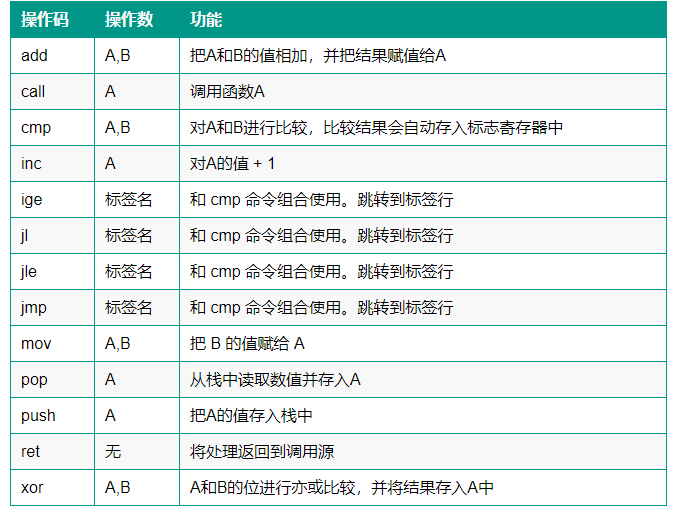 操作码 操作数 功能
add A,B 把A和B的值相加，并把结果赋值给A
call A 调用函数A
cmp A,B 对A和B进行比较，比较结果会自动存入标志寄存器中
inc A 对A的值 + 1
ige 标签名 和 cmp 命令组合使用。跳转到标签行
jl 标签名 和 cmp 命令组合使用。跳转到标签行
jle 标签名 和 cmp 命令组合使用。跳转到标签行
jmp 标签名 和 cmp 命令组合使用。跳转到标签行
mov A,B 把 B 的值赋给 A
pop A 从栈中读取数值并存入A
push A 把A的值存入栈中
ret 无 将处理返回到调用源
xor A,B A和B的位进行亦或比较，并将结果存入A中